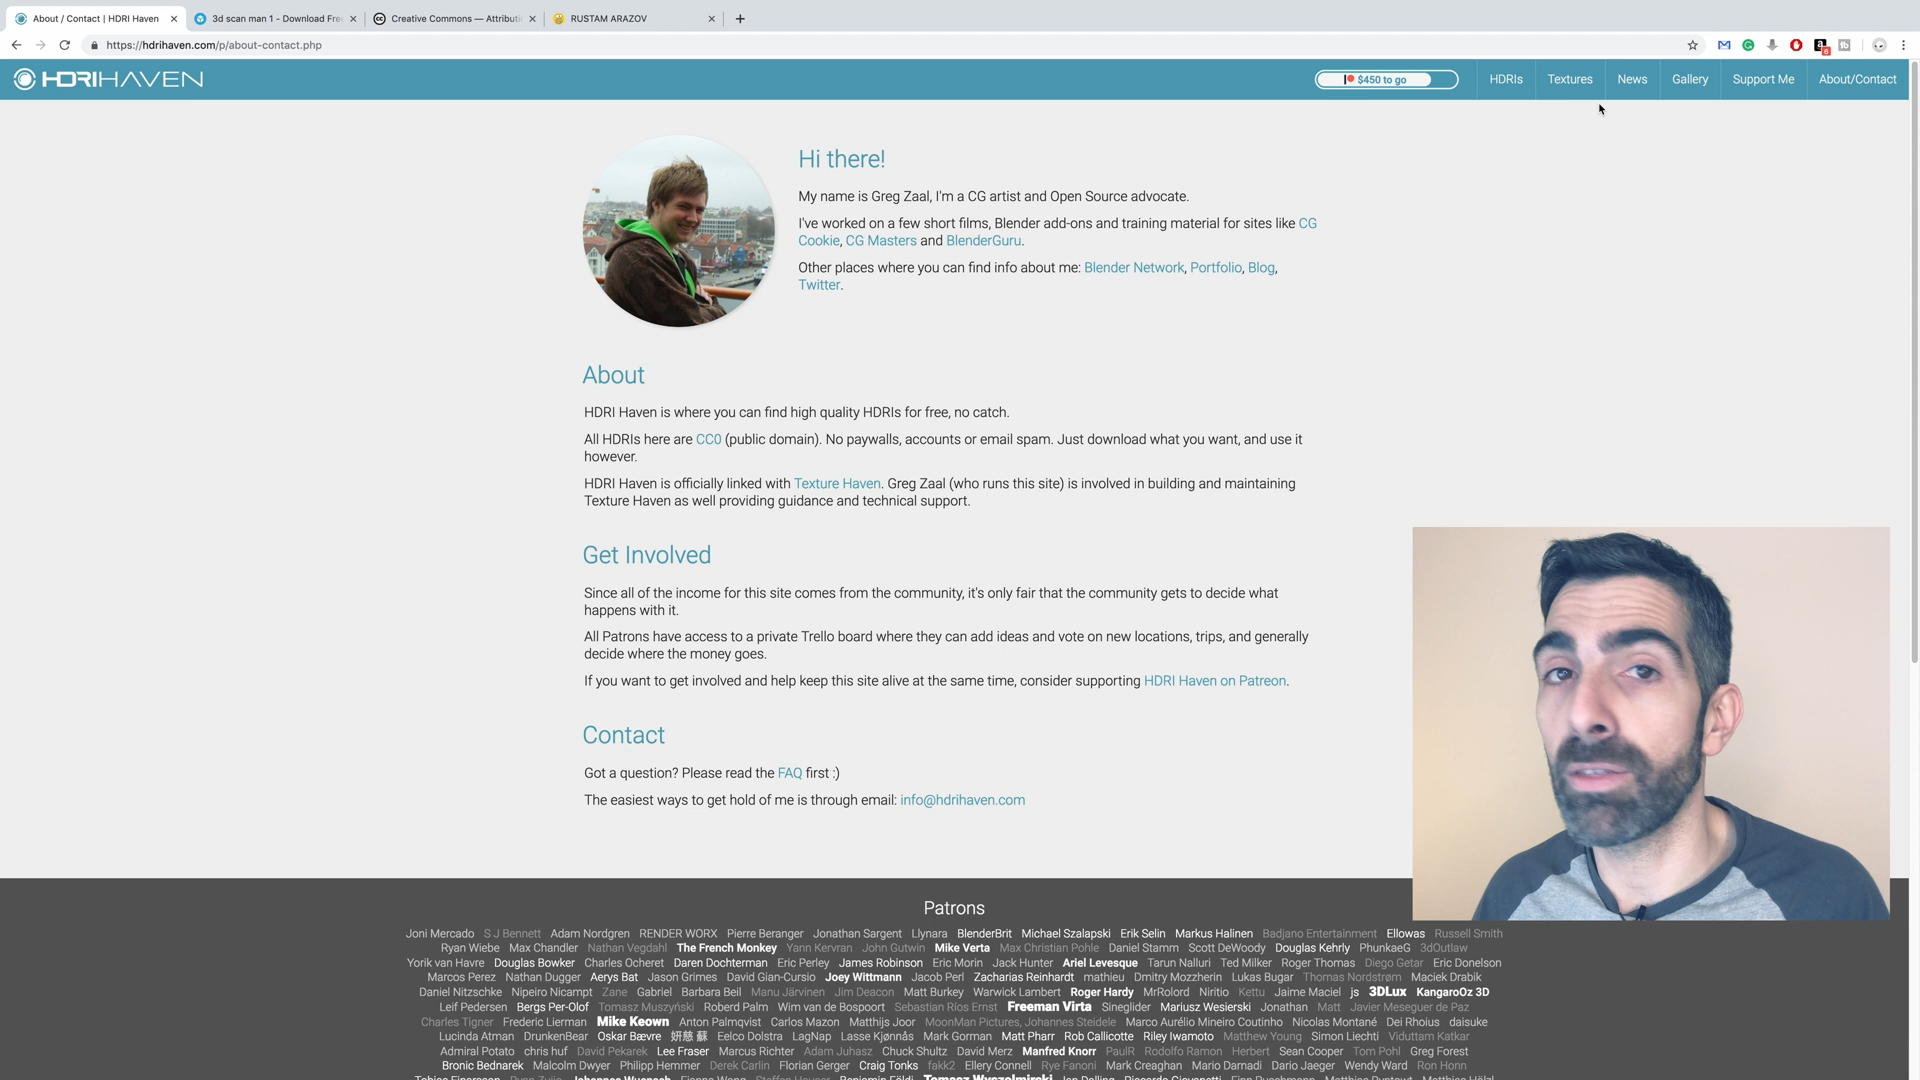 About / Contact | HDRI Haven
3d scan man 1 - Download Fre
Creative Commons — Attributi
RUSTAM ARAZOV
https://hdrihaven.com/p/about-contact.php
HDRIHAVEN
$450 to go
HDRIs
Textures
News
Gallery
Support Me
About/Contact
Hi there!
My name is Greg Zaal, I'm a CG artist and Open Source advocate.
I've worked on a few short films, Blender add-ons and training material for sites like CG
Cookie, CG Masters and BlenderGuru.
Other places where you can find info about me: Blender Network, Portfolio, Blog,
Twitter.
About
HDRI Haven is where you can find high quality HDRIs for free, no catch.
All HDRIs here are CC0 (public domain). No paywalls, accounts or email spam. Just download what you want, and use it
however.
HDRI Haven is officially linked with Texture Haven. Greg Zaal (who runs this site) is involved in building and maintaining
Texture Haven as well providing guidance and technical support.
Get Involved
Since all of the income for this site comes from the community, it's only fair that the community gets to decide what
happens with it.
All Patrons have access to a private Trello board where they can add ideas and vote on new locations, trips, and generally
decide where the money goes.
If you want to get involved and help keep this site alive at the same time, consider supporting HDRI Haven on Patreon.
Contact
Got a question? Please read the FAQ first :)
The easiest ways to get hold of me is through email: info@hdrihaven.com
Patrons
Joni Mercado S J Bennett Adam Nordgren RENDER WORX Pierre Beranger Jonathan Sargent Llynara BlenderBrit Michael Szalapski Erik Selin Markus Halinen Badjano Entertainment Ellowas Russell Smith
Ryan Wiebe Max Chandler Nathan Vegdahl The French Monkey Yann Kervran John Gutwin Mike Verta Max Christian Pohle Daniel Stamm Scott DeWoody Douglas Kehrly PhunkaeG 3dOutlaw
Yorik van Havre Douglas Bowker Charles Ocheret Daren Dochterman Eric Perley James Robinson Eric Morin Jack Hunter Ariel Levesque Tarun Nalluri Ted Milker Roger Thomas Diego Getar Eric Donelson
Marcos Perez Nathan Dugger Aerys Bat Jason Grimes David Gian-Cursio Joey Wittmann Jacob Perl Zacharias Reinhardt mathieu Dmitry Mozzherin Lukas Bugar Thomas Nordstrøm Maciek Drabik
Daniel Nitzschke Nipeiro Nicampt Zane Gabriel Barbara Beil Manu Järvinen Jim Deacon Matt Burkey Warwick Lambert Roger Hardy MrRolord Niritio Kettu Jaime Maciel js 3DLux KangaroOz 3D
Leif Pedersen Bergs Per-Olof Tomasz Muszyński Roberd Palm Wim van de Bospoort Sebastian Ríos Ernst Freeman Virta Sineglider Mariusz Wesierski Jonathan Matt Javier Meseguer de Paz
Charles Tigner Frederic Lierman Mike Keown Anton Palmqvist Carlos Mazon Matthijs Joor MoonMan Pictures, Johannes Steidele Marco Aurélio Mineiro Coutinho Nicolas Montané Dei Rhoius daisuke
Lucinda Atman DrunkenBear Oskar Bævre 妍慈 蘇 Eelco Dolstra LagNap Lasse Kjønnås Mark Gorman Matt Pharr Rob Callicotte Riley Iwamoto Matthew Young Simon Liechti Viduttam Katkar
Admiral Potato chris huf David Pekarek Lee Fraser Marcus Richter Adam Juhasz Chuck Shultz David Merz Manfred Knorr PaulR Rodolfo Ramon Herbert Sean Cooper Tom Pohl Greg Forest
Bronic Bednarek Malcolm Dwyer Philipp Hemmer Derek Carlin Florian Gerger Craig Tonks fakk2 Ellery Connell Rye Fanoni Mark Creaghan Mario Darnadi Dario Jaeger Wendy Ward Ron Honn